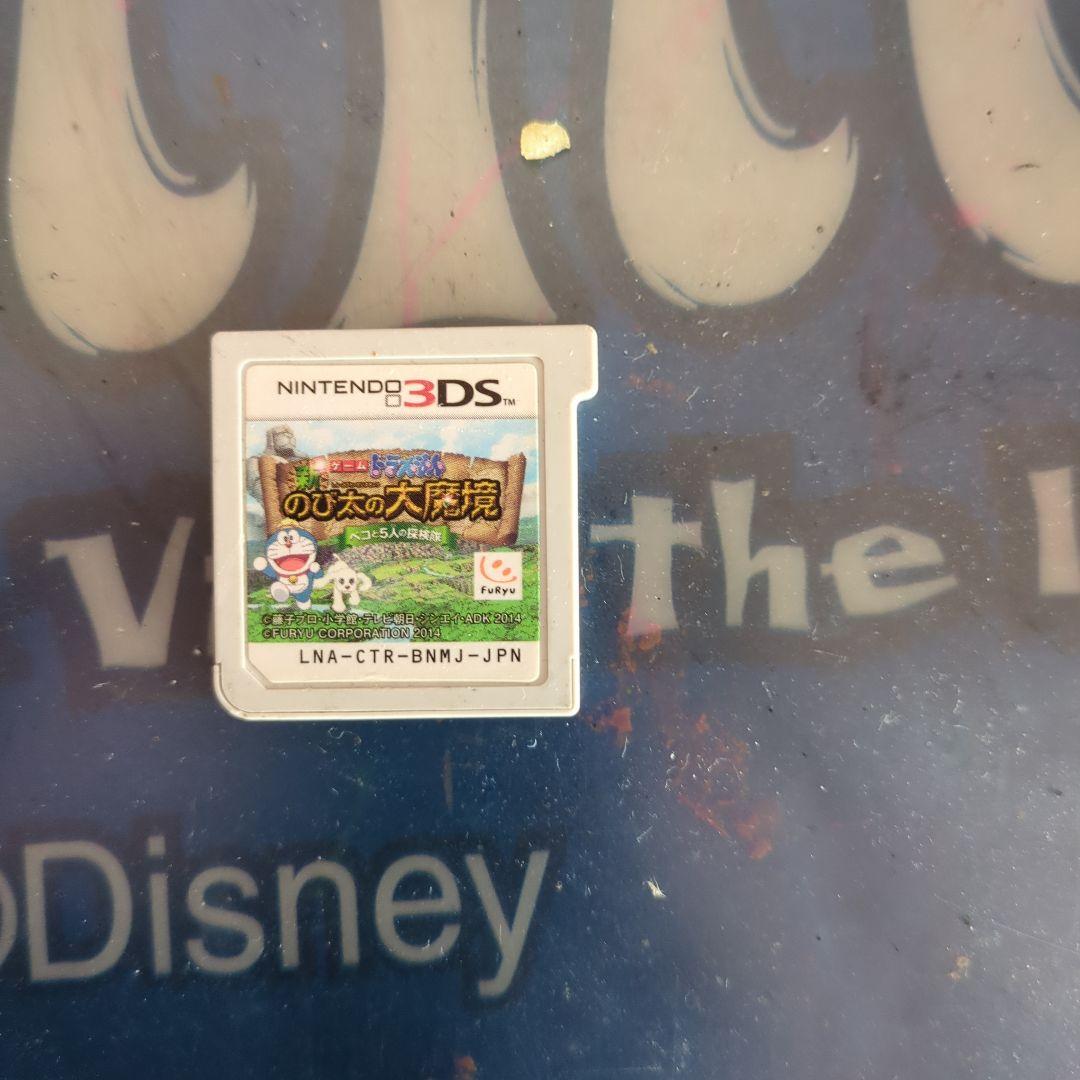 NINTENDO 3DS™
ゲーム ドラえもん
新
のび太の大魔境
ペコと5人の探検隊
FuRyu
©藤子プロ・小学館・テレビ朝日・シンエイ・ADK 2014
©FURYU CORPORATION 2014
LNA-CTR-BNMJ-JPN
the
©Disney